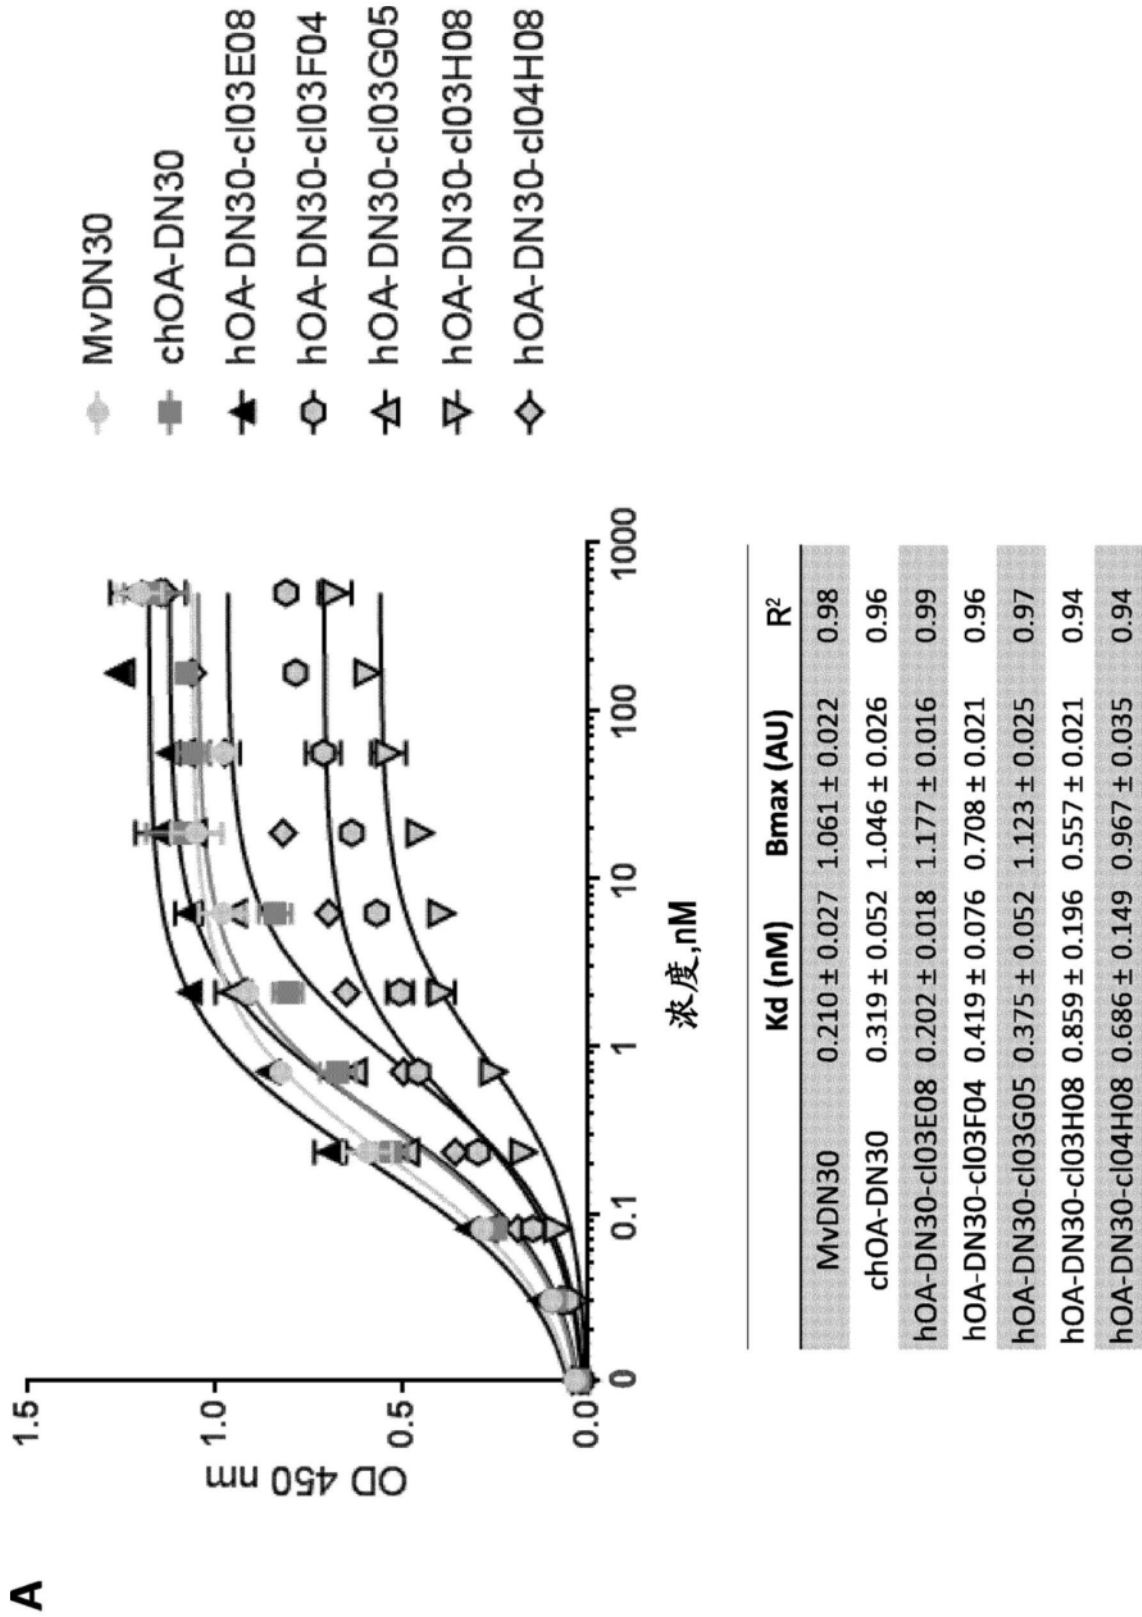 A
OD 450 nm
1.5
1.0
0.5
0.0
0
0.1
1
10
100
1000
浓度,nM
MvDN30
chOA-DN30
hOA-DN30-cl03E08
hOA-DN30-cl03F04
hOA-DN30-cl03G05
hOA-DN30-cl03H08
hOA-DN30-cl04H08
Kd (nM) Bmax (AU) R²
MvDN30 0.210 ± 0.027 1.061 ± 0.022 0.98
chOA-DN30 0.319 ± 0.052 1.046 ± 0.026 0.96
hOA-DN30-cl03E08 0.202 ± 0.018 1.177 ± 0.016 0.99
hOA-DN30-cl03F04 0.419 ± 0.076 0.708 ± 0.021 0.96
hOA-DN30-cl03G05 0.375 ± 0.052 1.123 ± 0.025 0.97
hOA-DN30-cl03H08 0.859 ± 0.196 0.557 ± 0.021 0.94
hOA-DN30-cl04H08 0.686 ± 0.149 0.967 ± 0.035 0.94